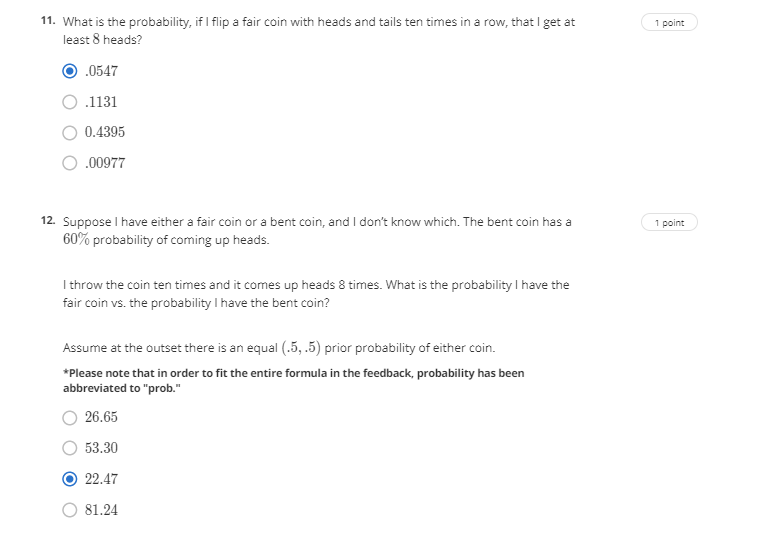 11. What is the probability, if I flip a fair coin with heads and tails ten times in a row, that I get at 1 point
least 8 heads?
.0547
.1131
0.4395
.00977
12. Suppose I have either a fair coin or a bent coin, and I don't know which. The bent coin has a 1 point
60% probability of coming up heads.
I throw the coin ten times and it comes up heads 8 times. What is the probability I have the
fair coin vs. the probability I have the bent coin?
Assume at the outset there is an equal (.5, .5) prior probability of either coin.
*Please note that in order to fit the entire formula in the feedback, probability has been
abbreviated to "prob."
26.65
53.30
22.47
81.24